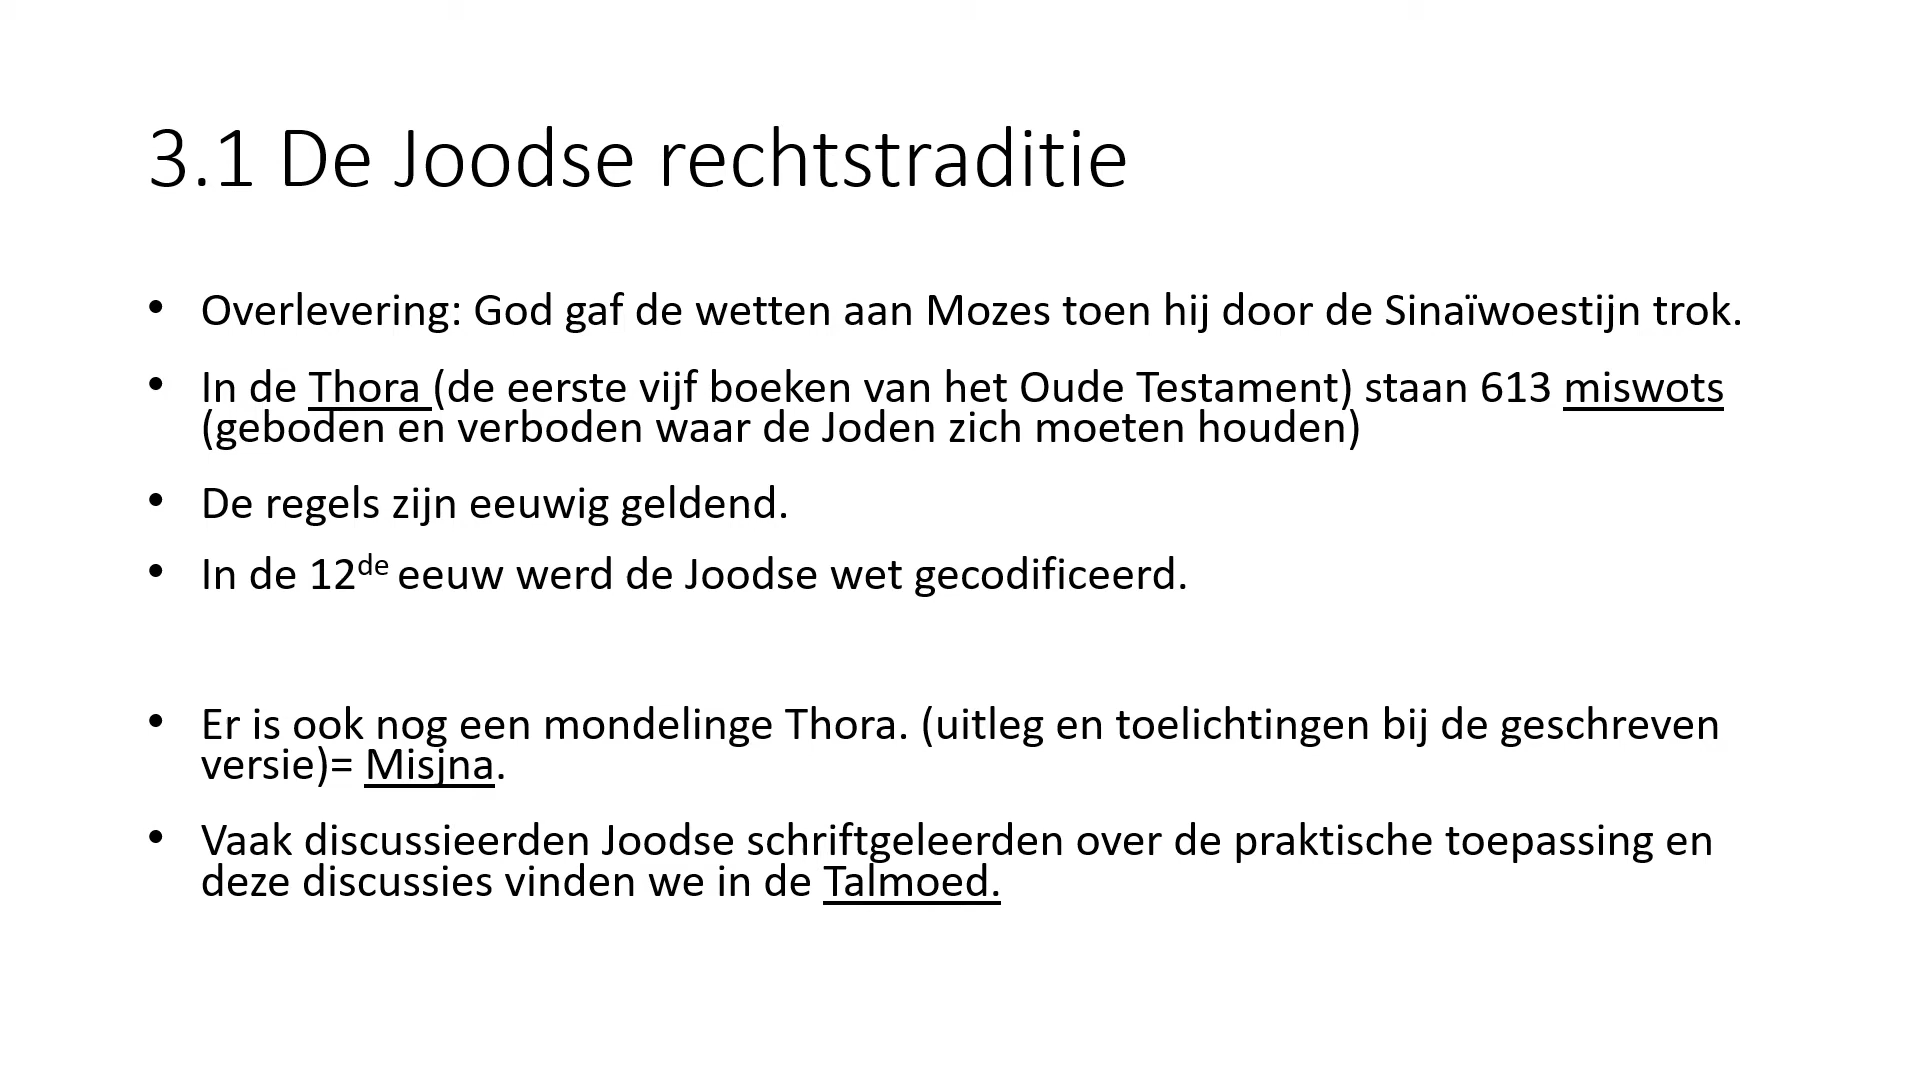 3.1 De Joodse rechtstraditie
• Overlevering: God gaf de wetten aan Mozes toen hij door de Sinaïwoestijn trok.
• In de Thora (de eerste vijf boeken van het Oude Testament) staan 613 miswots
(geboden en verboden waar de Joden zich moeten houden)
• De regels zijn eeuwig geldend.
• In de 12de eeuw werd de Joodse wet gecodificeerd.
• Er is ook nog een mondelinge Thora. (uitleg en toelichtingen bij de geschreven
versie)= Misjna.
• Vaak discussieerden Joodse schriftgeleerden over de praktische toepassing en
deze discussies vinden we in de Talmoed.